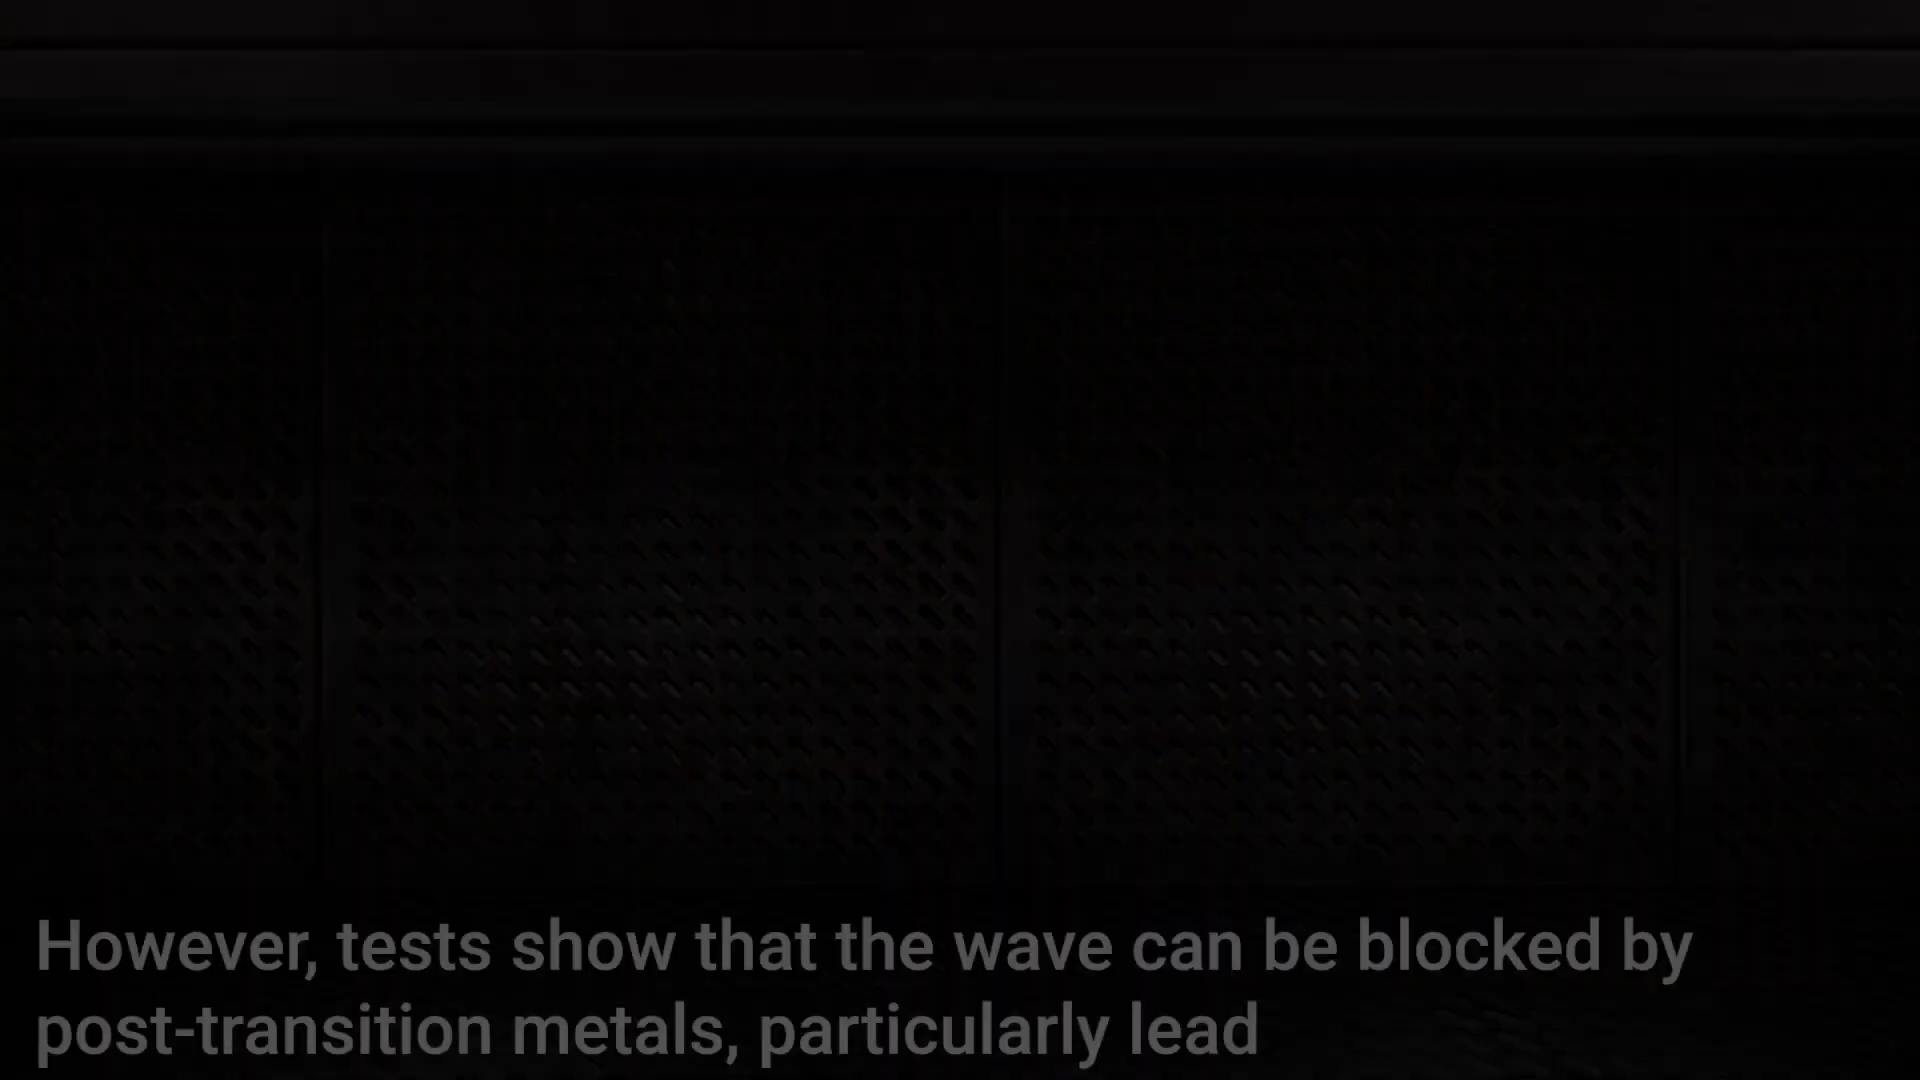 However, tests show that the wave can be blocked by
post-transition metals, particularly lead